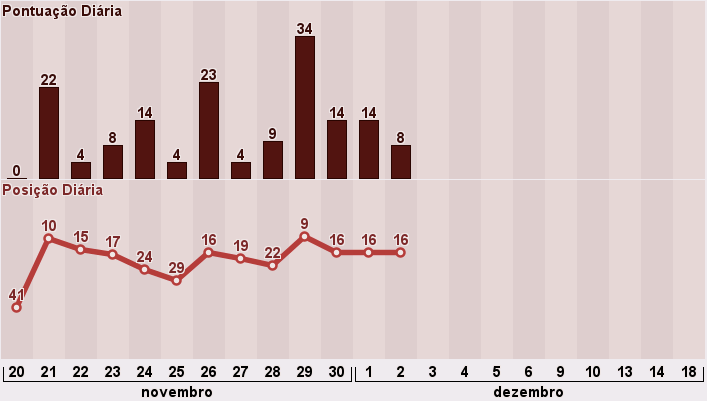 Pontuação Diária
0 22 4 8 14 4 23 4 9 34 14 14 8
Posição Diária
41 10 15 17 24 29 16 19 22 9 16 16 16
20 21 22 23 24 25 26 27 28 29 30 1 2 3 4 5 6 9 10 13 14 18
novembro dezembro